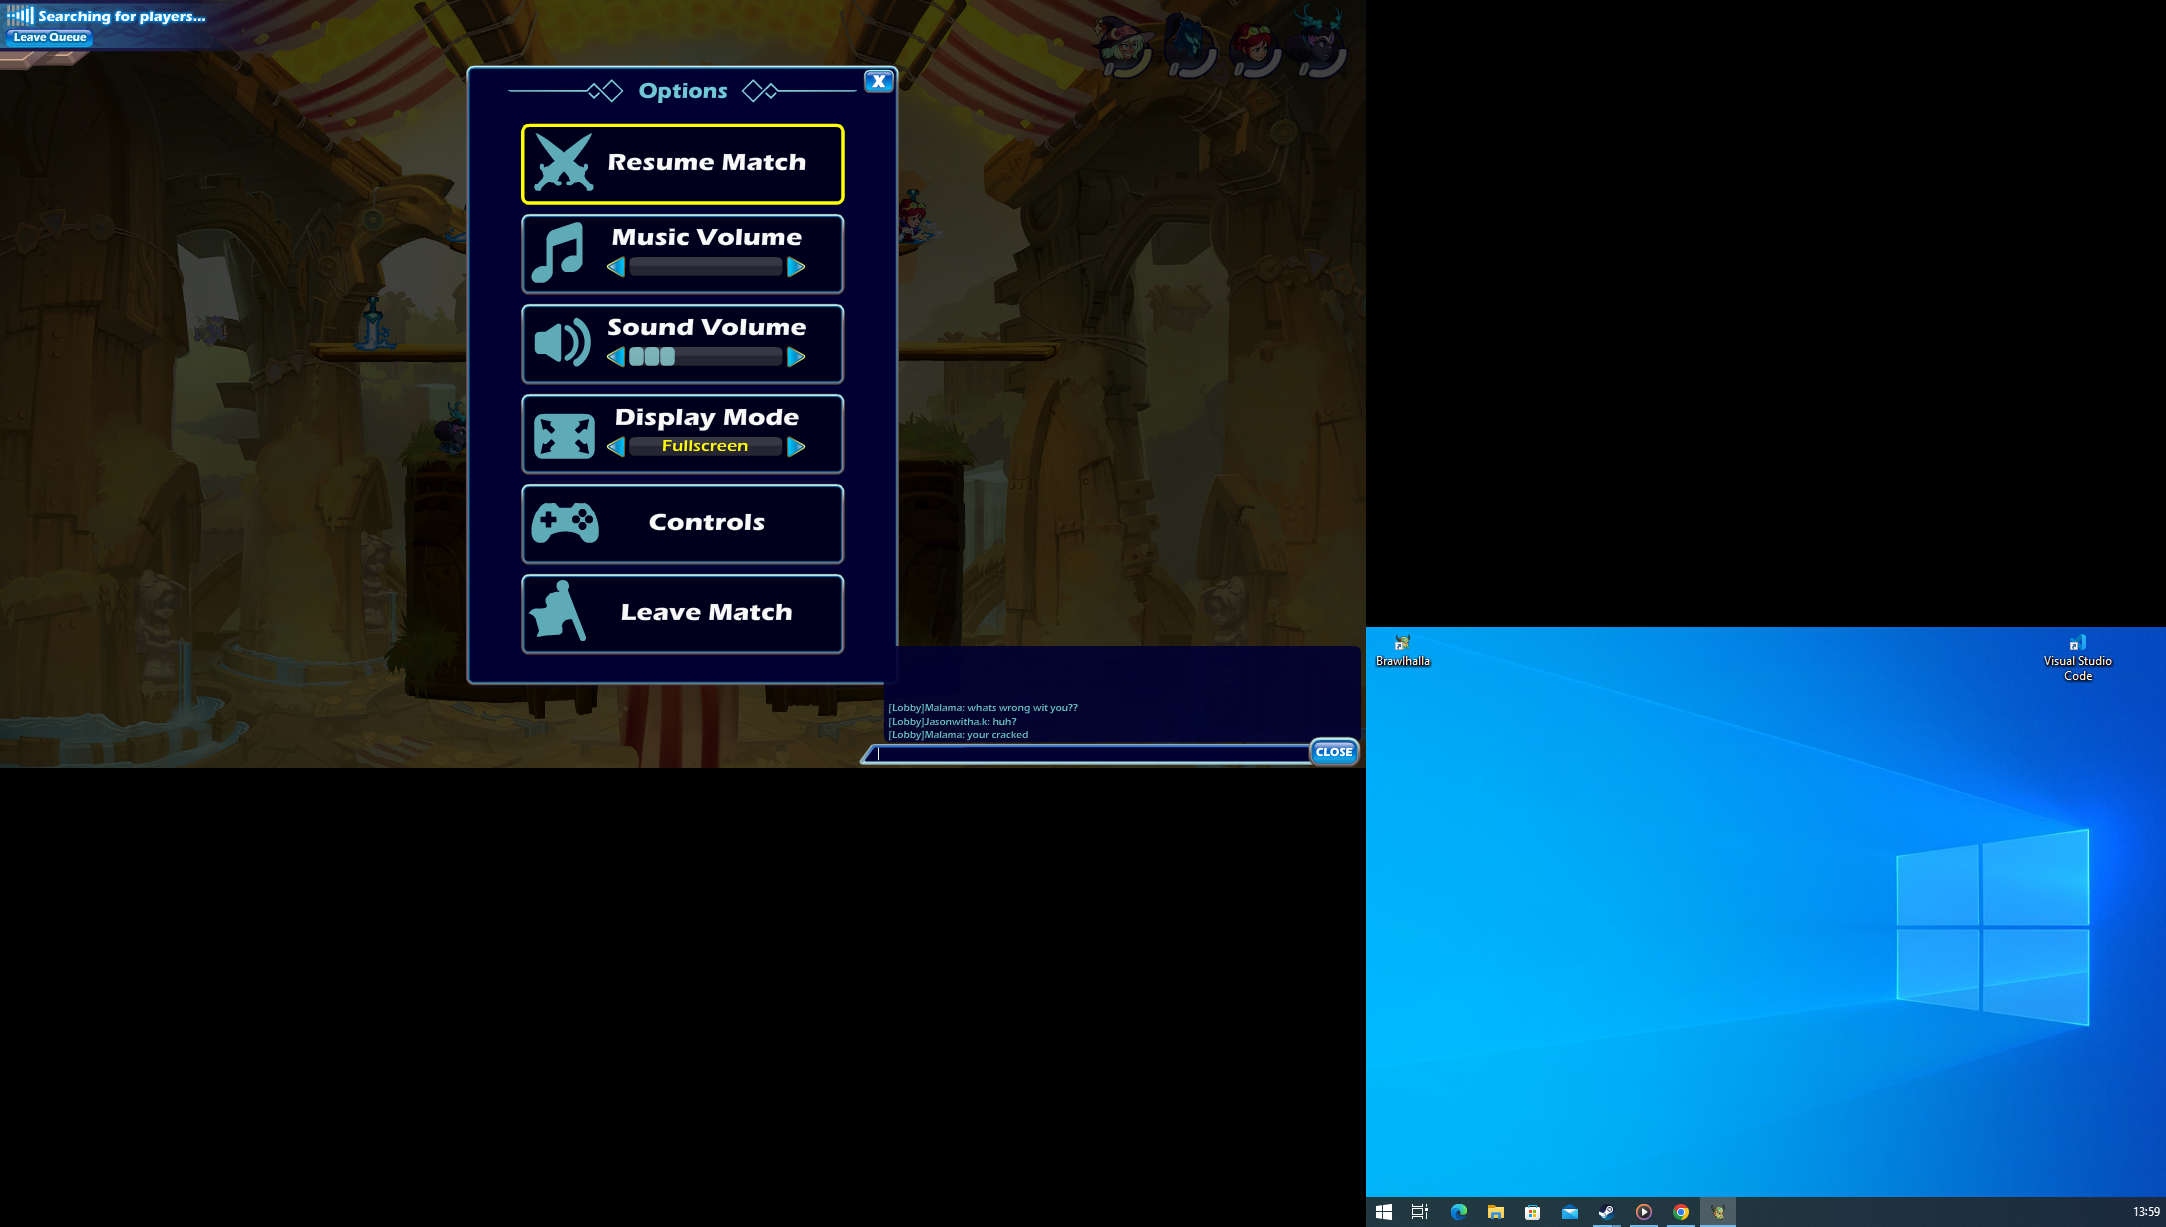 Searching for players...
Leave Queue
Options
X
Resume Match
Music Volume
Sound Volume
Display Mode
Fullscreen
Controls
Leave Match
[Lobby]Malama: whats wrong wit you??
[Lobby]Jasonwitha.k: huh?
[Lobby]Malama: your cracked
CLOSE
Brawlhalla
Visual Studio
Code
13:59